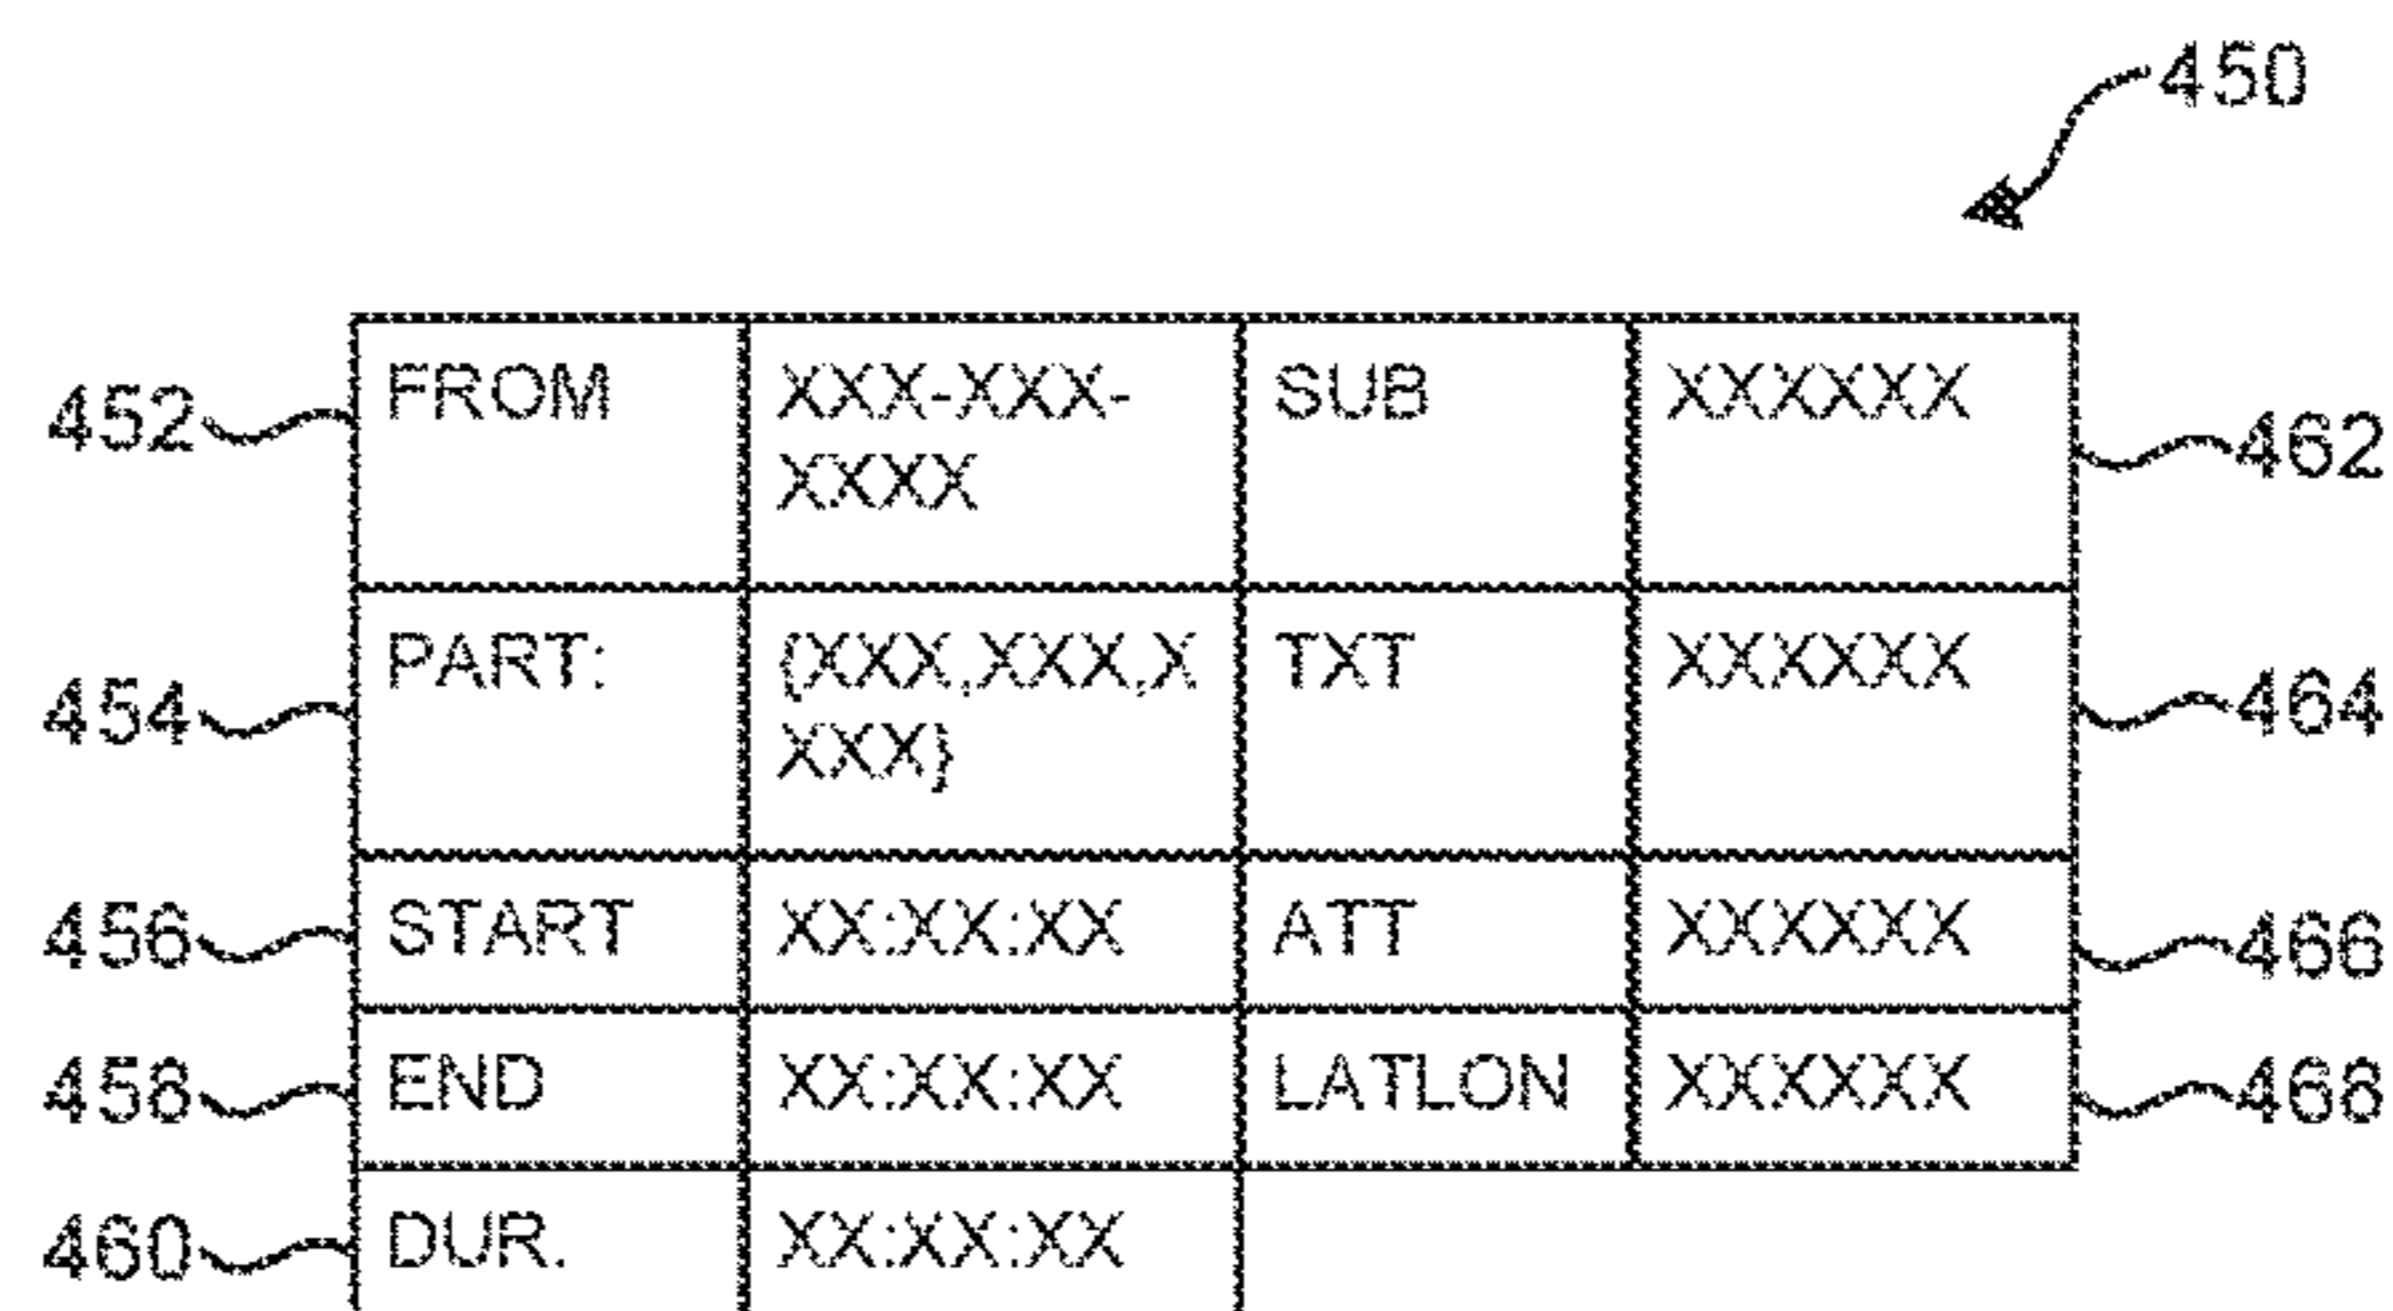 450
452 FROM XXX-XXX- SUB XXXXXX 462
XXXX
454 PART: {XXX,XXX,X TXT XXXXXX 464
XXX}
456 START XX:XX:XX ATT XXXXXX 466
458 END XX:XX:XX LATLON XXXXXX 468
460 DUR. XX:XX:XX